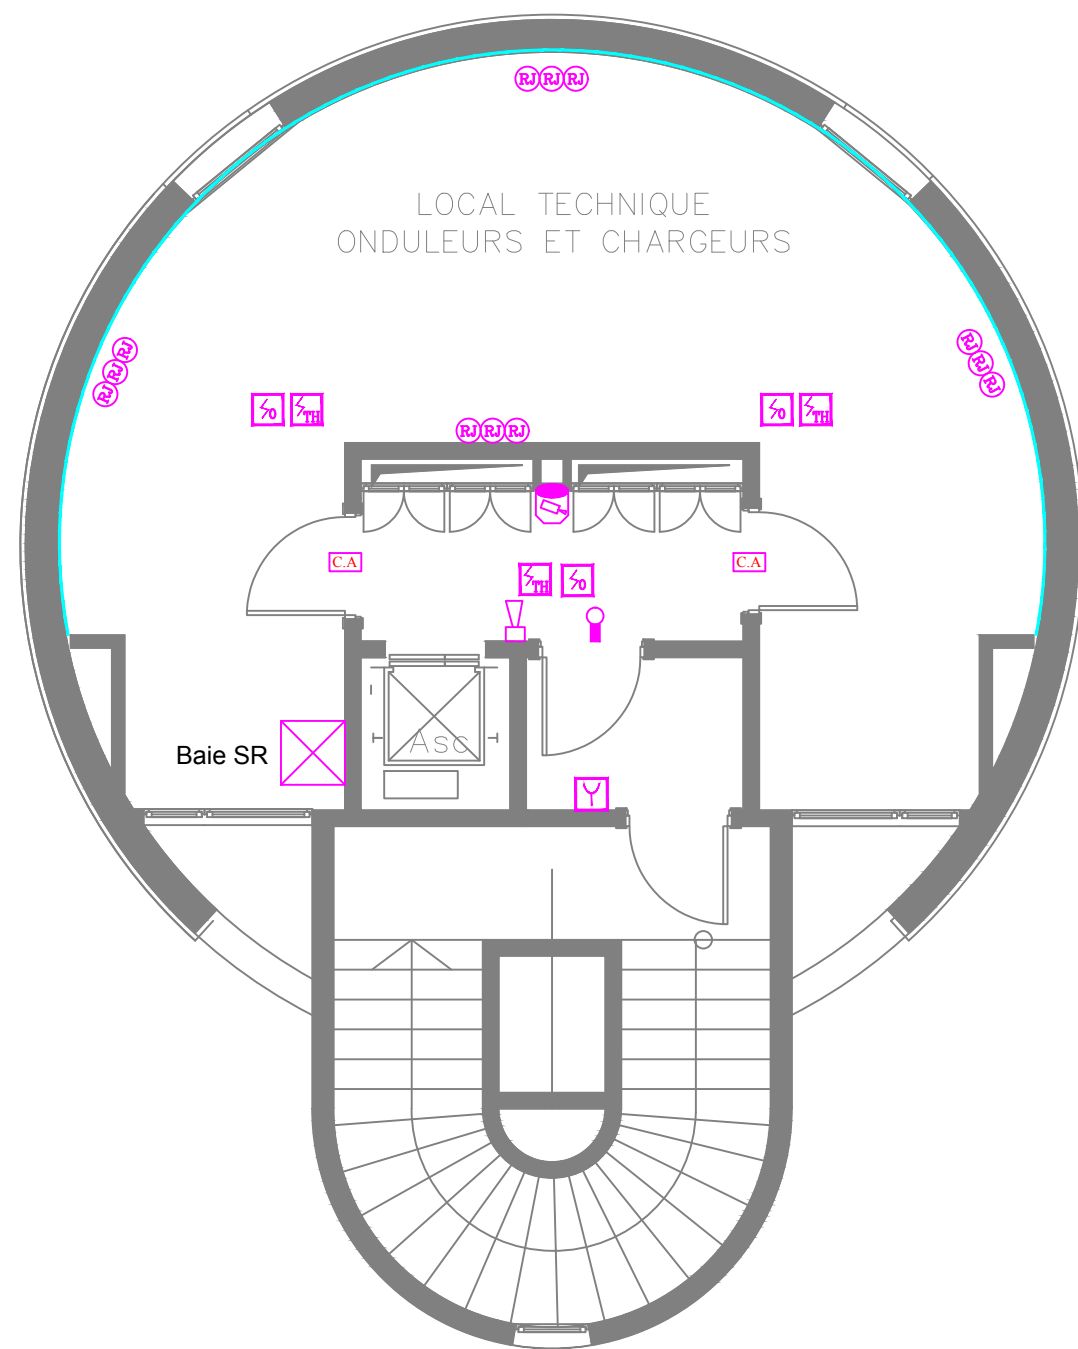 RJ RJ RJ
LOCAL TECHNIQUE
ONDULEURS ET CHARGEURS
RJ RJ RJ
RJ RJ RJ
O TH
O TH
RJ RJ RJ
C.A
C.A
TH O
Baie SR
Asc